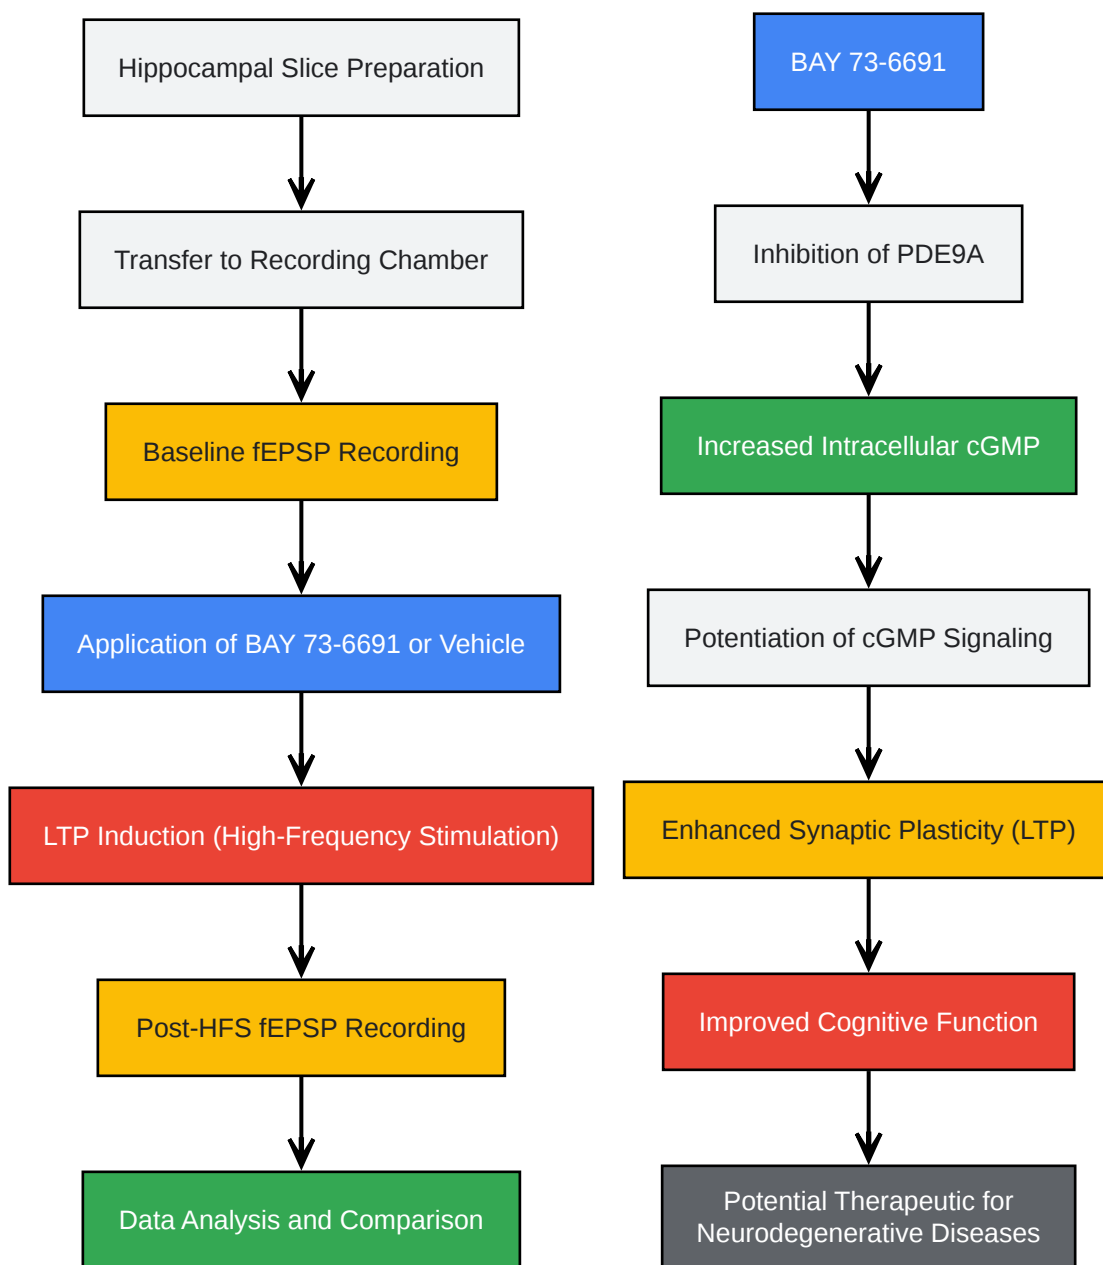 Hippocampal Slice Preparation
Transfer to Recording Chamber
Baseline fEPSP Recording
Application of BAY 73-6691 or Vehicle
LTP Induction (High-Frequency Stimulation)
Post-HFS fEPSP Recording
Data Analysis and Comparison
BAY 73-6691
Inhibition of PDE9A
Increased Intracellular cGMP
Potentiation of cGMP Signaling
Enhanced Synaptic Plasticity (LTP)
Improved Cognitive Function
Potential Therapeutic for
Neurodegenerative Diseases